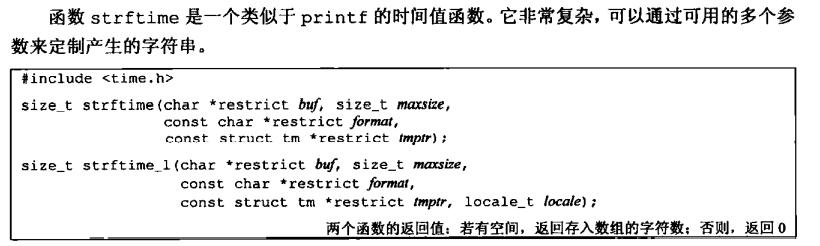 函数 strftime 是一个类似于 printf 的时间值函数。它非常复杂，可以通过可用的多个参
数来定制产生的字符串。
#include <time.h>
size_t strftime(char *restrict buf, size_t maxsize,
const char *restrict format,
const struct tm *restrict tmptr);
size_t strftime_l(char *restrict buf, size_t maxsize,
const char *restrict format,
const struct tm *restrict tmptr, locale_t locale);
两个函数的返回值：若有空间，返回存入数组的字符数；否则，返回 0